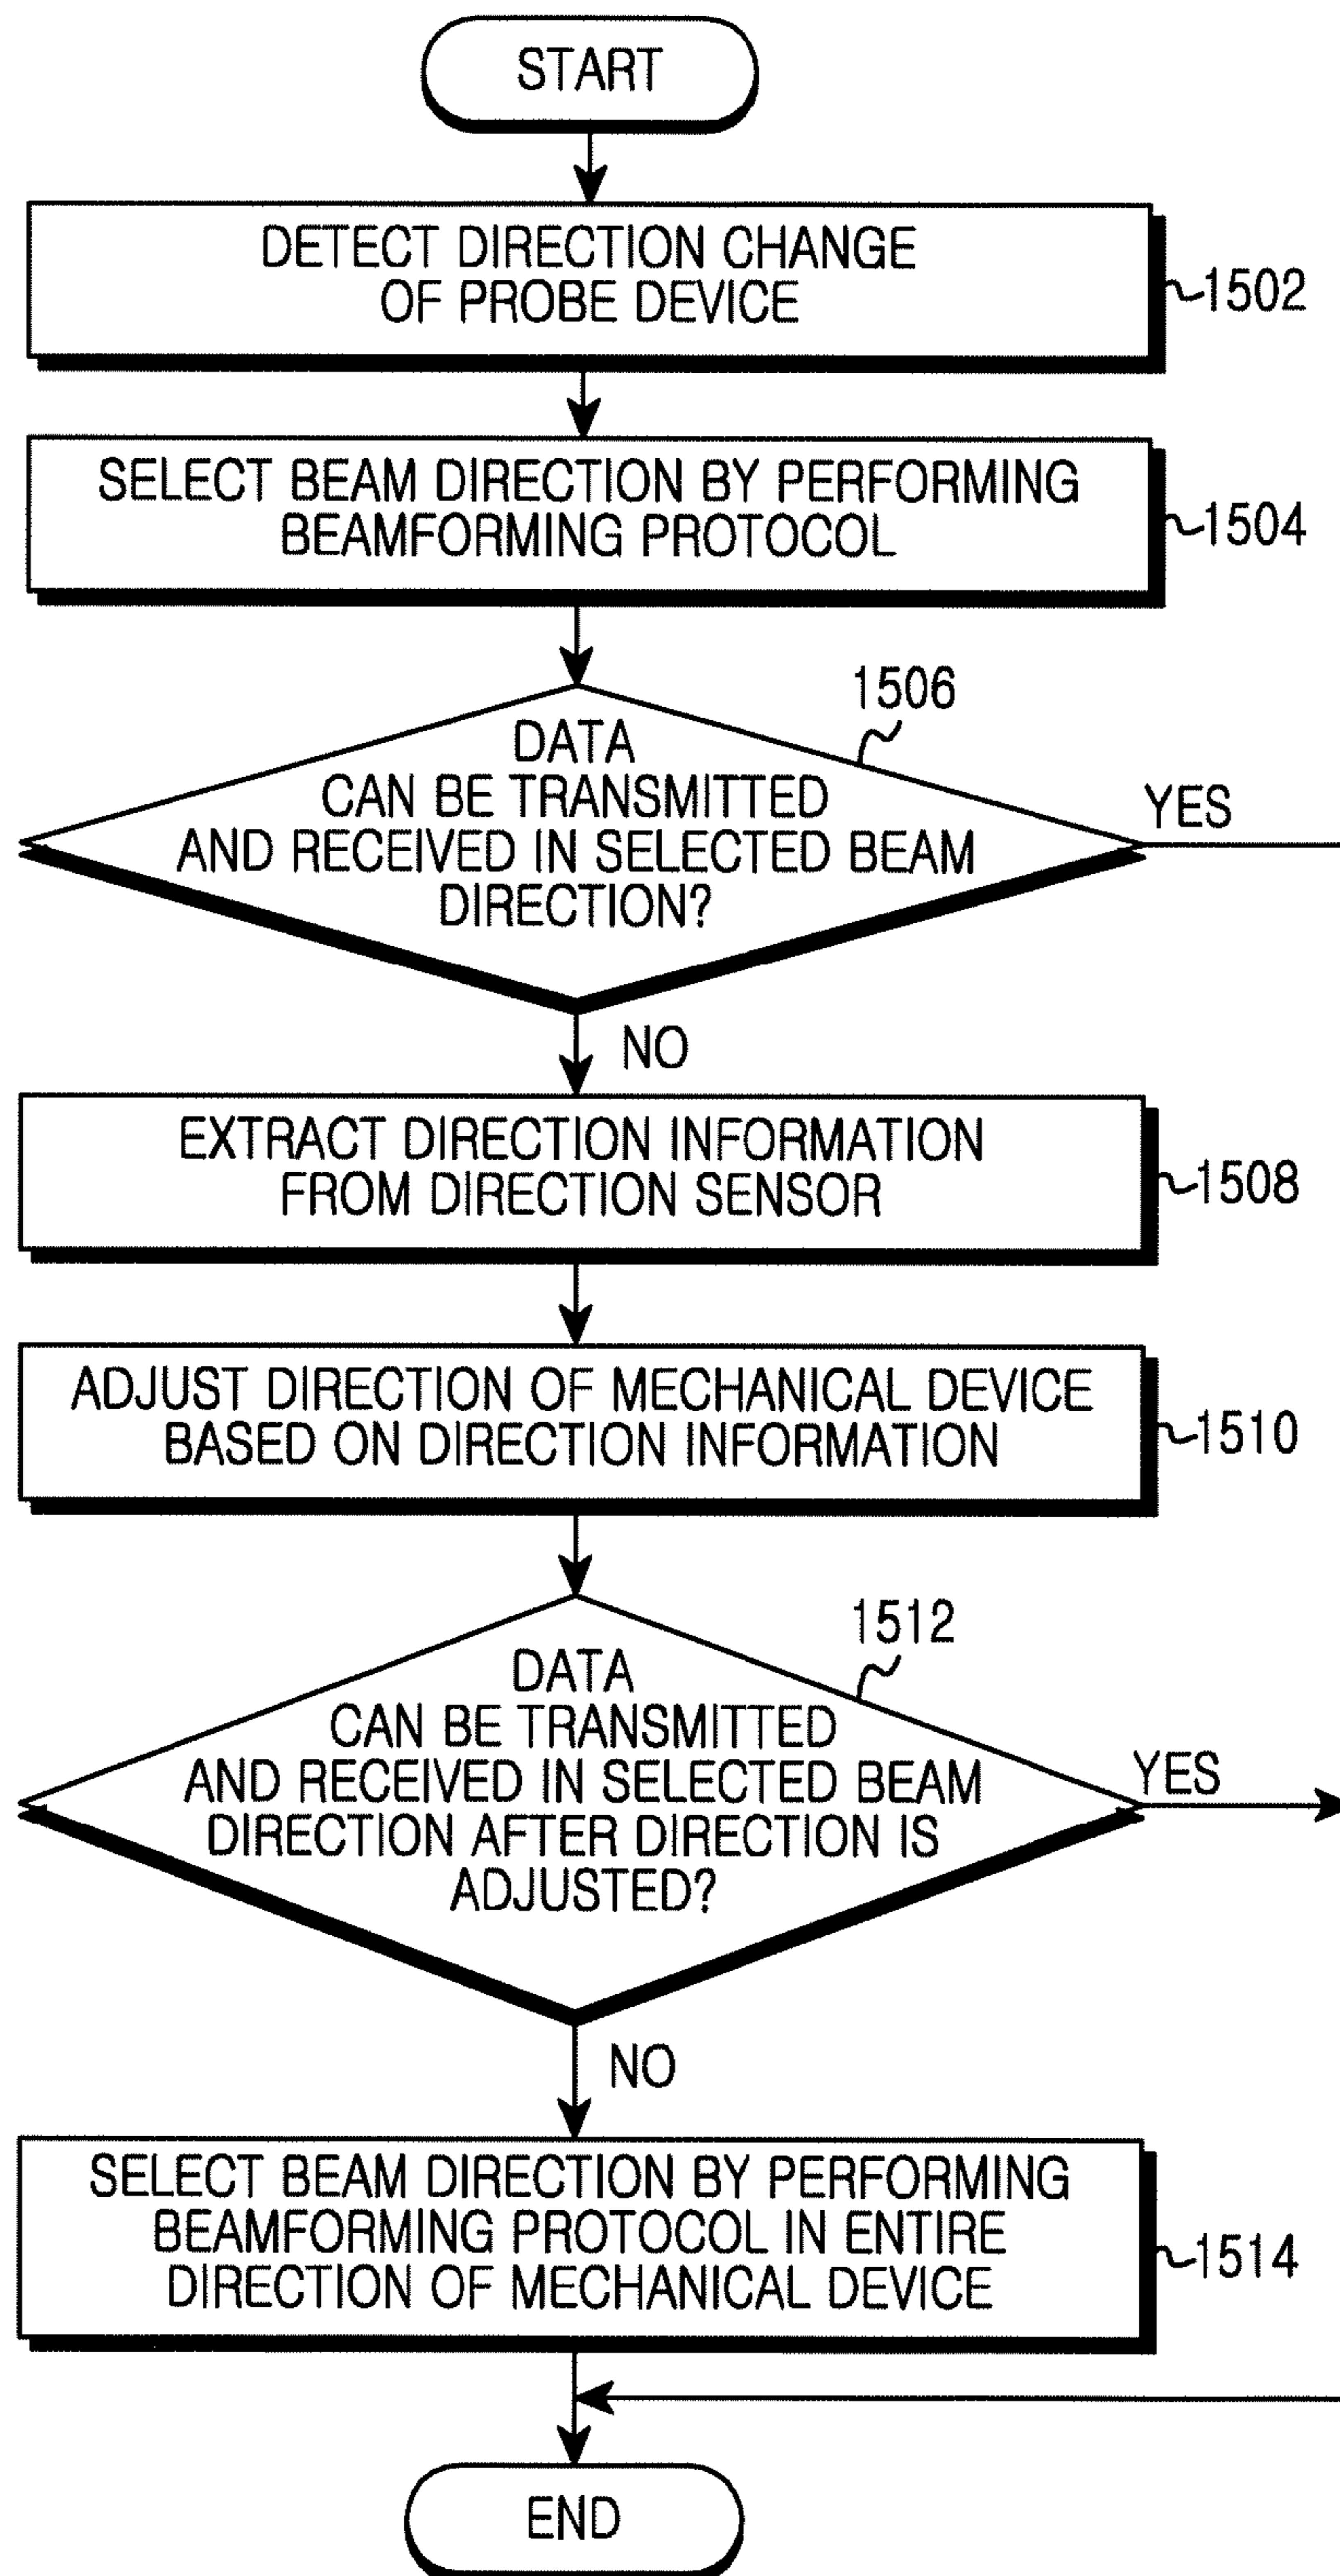 START
DETECT DIRECTION CHANGE
OF PROBE DEVICE
1502
SELECT BEAM DIRECTION BY PERFORMING
BEAMFORMING PROTOCOL
1504
1506
DATA
CAN BE TRANSMITTED
AND RECEIVED IN SELECTED BEAM
DIRECTION?
YES
NO
EXTRACT DIRECTION INFORMATION
FROM DIRECTION SENSOR
1508
ADJUST DIRECTION OF MECHANICAL DEVICE
BASED ON DIRECTION INFORMATION
1510
1512
DATA
CAN BE TRANSMITTED
AND RECEIVED IN SELECTED BEAM
DIRECTION AFTER DIRECTION IS
ADJUSTED?
YES
NO
SELECT BEAM DIRECTION BY PERFORMING
BEAMFORMING PROTOCOL IN ENTIRE
DIRECTION OF MECHANICAL DEVICE
1514
END